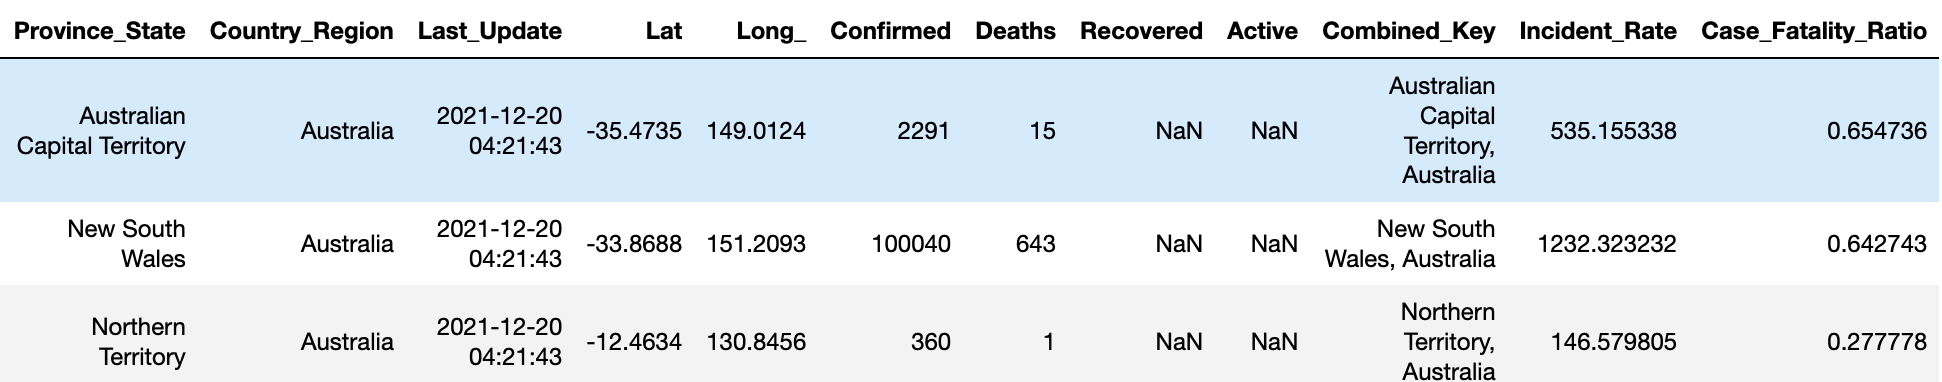 Province_State Country_Region Last_Update Lat Long_ Confirmed Deaths Recovered Active Combined_Key Incident_Rate Case_Fatality_Ratio
Australian
Capital Territory
Australia
2021-12-20
04:21:43
-35.4735 149.0124 2291 15 NaN NaN
Australian
Capital
Territory,
Australia
535.155338 0.654736
New South
Wales
Australia
2021-12-20
04:21:43
-33.8688 151.2093 100040 643 NaN NaN
New South
Wales, Australia
1232.323232 0.642743
Northern
Territory
Australia
2021-12-20
04:21:43
-12.4634 130.8456 360 1 NaN NaN
Northern
Territory,
Australia
146.579805 0.277778